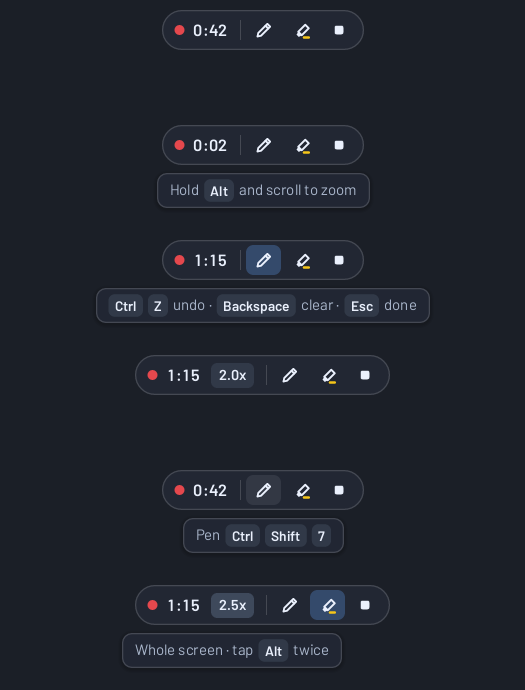 0:42
0:02
Hold Alt and scroll to zoom
1:15
Ctrl Z undo · Backspace clear · Esc done
1:15 2.0x
0:42
Pen Ctrl Shift 7
1:15 2.5x
Whole screen · tap Alt twice